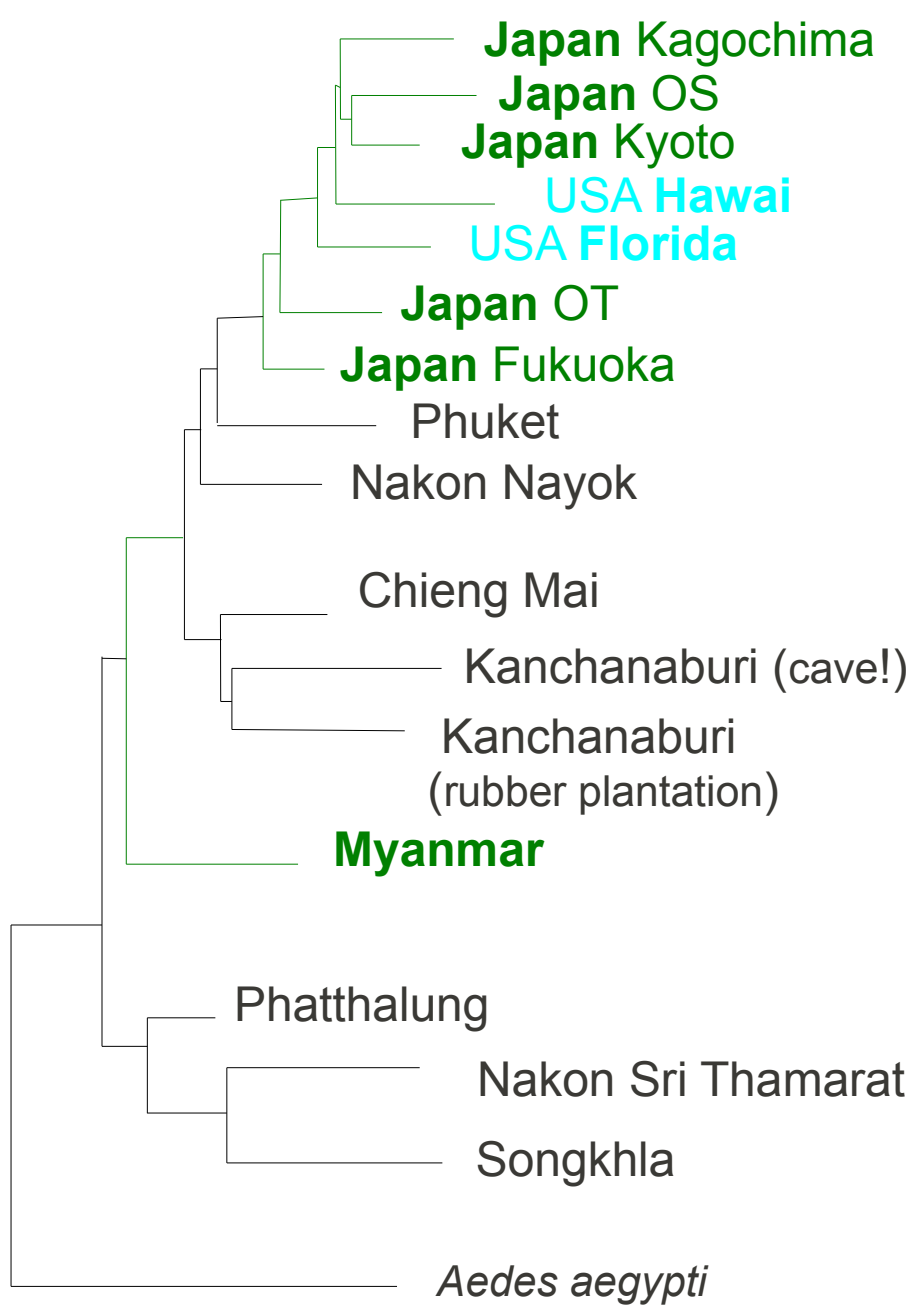 Japan Kagochima
Japan OS
Japan Kyoto
USA Hawai
USA Florida
Japan OT
Japan Fukuoka
Phuket
Nakon Nayok
Chieng Mai
Kanchanaburi (cave!)
Kanchanaburi
(rubber plantation)
Myanmar
Phatthalung
Nakon Sri Thamarat
Songkhla
Aedes aegypti